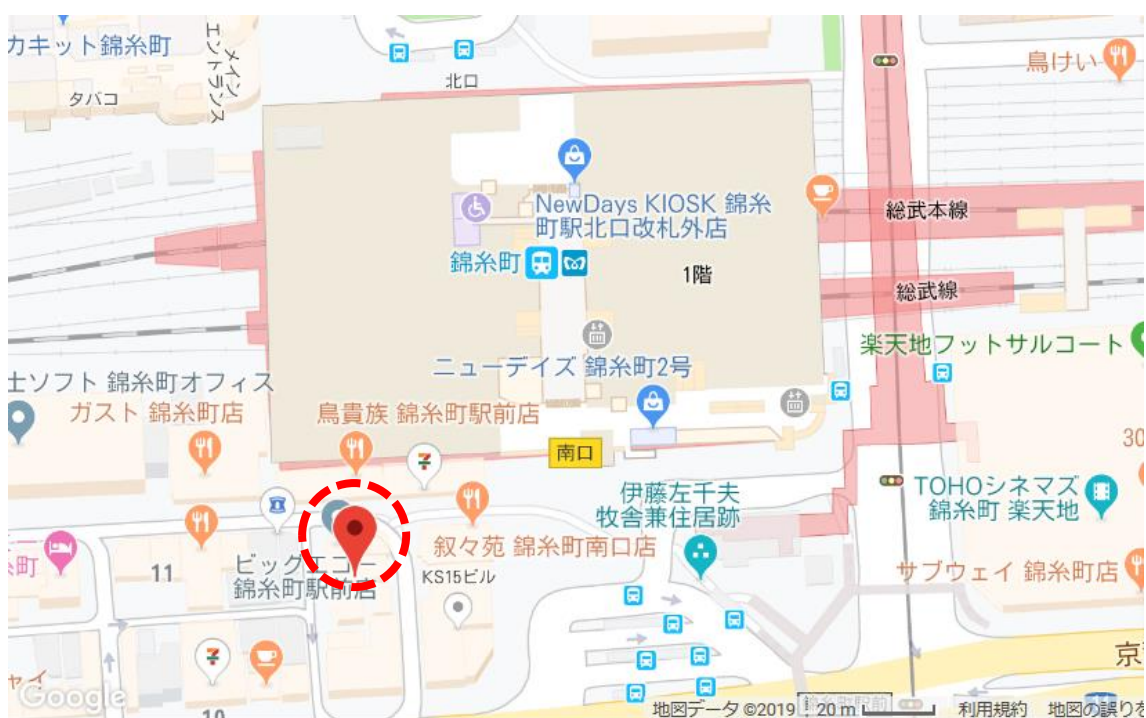 カキット錦糸町
メイン
エントランス
タバコ
北口
鳥けい
NewDays KIOSK 錦糸
町駅北口改札外店
総武本線
錦糸町
1階
総武線
楽天地フットサルコート
ニューデイズ 錦糸町2号
士ソフト 錦糸町オフィス
ガスト 錦糸町店
鳥貴族 錦糸町駅前店
南口
30
伊藤左千夫
牧舎兼住居跡
TOHOシネマズ
錦糸町 楽天地
叙々苑 錦糸町南口店
町
11
ビッグエコー
錦糸町駅前店
KS15ビル
サブウェイ 錦糸町店
京
ャイ
Google
10
錦糸町駅前
地図データ ©2019
20 m
利用規約
地図の誤りを